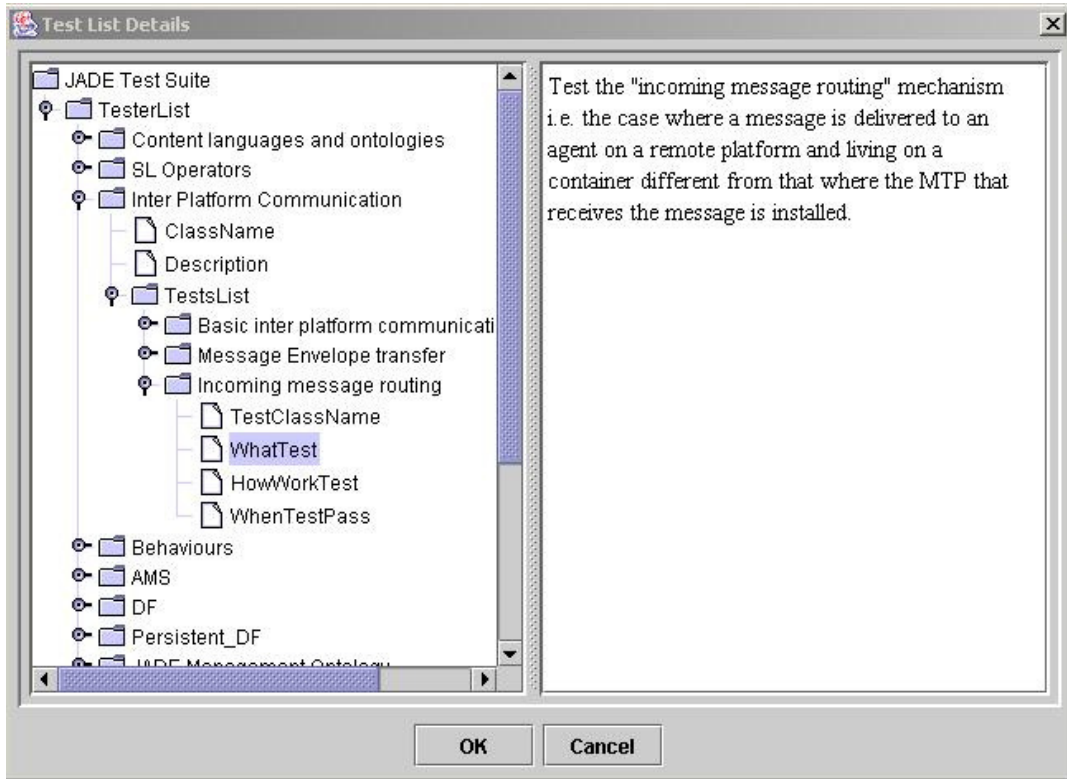 Test List Details
JADE Test Suite
TesterList
Content languages and ontologies
SL Operators
Inter Platform Communication
ClassName
Description
TestsList
Basic inter platform communicati
Message Envelope transfer
Incoming message routing
TestClassName
WhatTest
HowWorkTest
WhenTestPass
Behaviours
AMS
DF
Persistent_DF
JADE Management Ontology
Test the "incoming message routing" mechanism
i.e. the case where a message is delivered to an
agent on a remote platform and living on a
container different from that where the MTP that
receives the message is installed.
OK
Cancel